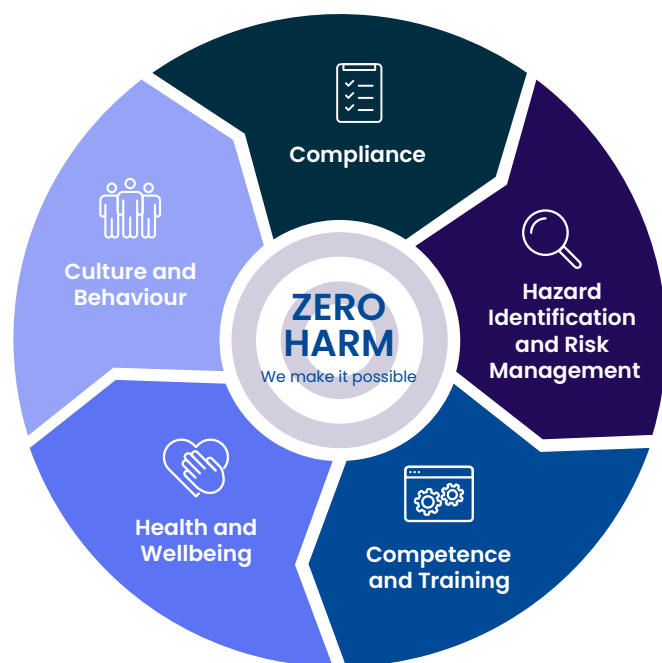 Compliance
Hazard
Identification
and Risk
Management
Competence
and Training
Health and
Wellbeing
Culture and
Behaviour
ZERO
HARM
We make it possible